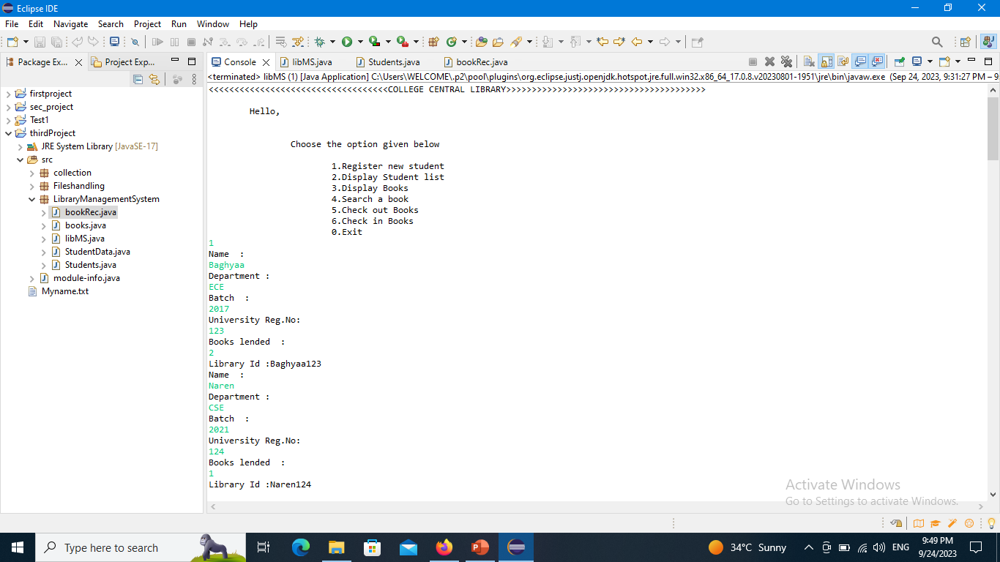 Eclipse IDE
File Edit Navigate Search Project Run Window Help
Package Ex... Project Exp...
Console libMS.java Students.java bookRec.java
<terminated> libMS (1) [Java Application] C:\Users\WELCOME\.p2\pool\plugins\org.eclipse.justj.openjdk.hotspot.jre.full.win32.x86_64_17.0.8.v20230801-1951\jre\bin\javaw.exe (Sep 24, 2023, 9:31:27 PM – 9.
firstproject
sec_project
Test1
thirdProject
JRE System Library [JavaSE-17]
src
collection
Fileshandling
LibraryManagementSystem
bookRec.java
books.java
libMS.java
StudentData.java
Students.java
module-info.java
Myname.txt
<<<<<<<<<<<<<<<<<<<<<<<<<<<<<<<<<<<COLLEGE CENTRAL LIBRARY>>>>>>>>>>>>>>>>>>>>>>>>>>>>>>>>>>>>>>>
Hello,
Choose the option given below
1.Register new student
2.Display Student list
3.Display Books
4.Search a book
5.Check out Books
6.Check in Books
0.Exit
1
Name :
Baghyaa
Department :
ECE
Batch :
2017
University Reg.No:
123
Books lended :
2
Library Id :Baghyaa123
Name :
Naren
Department :
CSE
Batch :
2021
University Reg.No:
124
Books lended :
1
Library Id :Naren124
Activate Windows
Go to Settings to activate Windows.
Type here to search
34°C Sunny
ENG
9:49 PM
9/24/2023